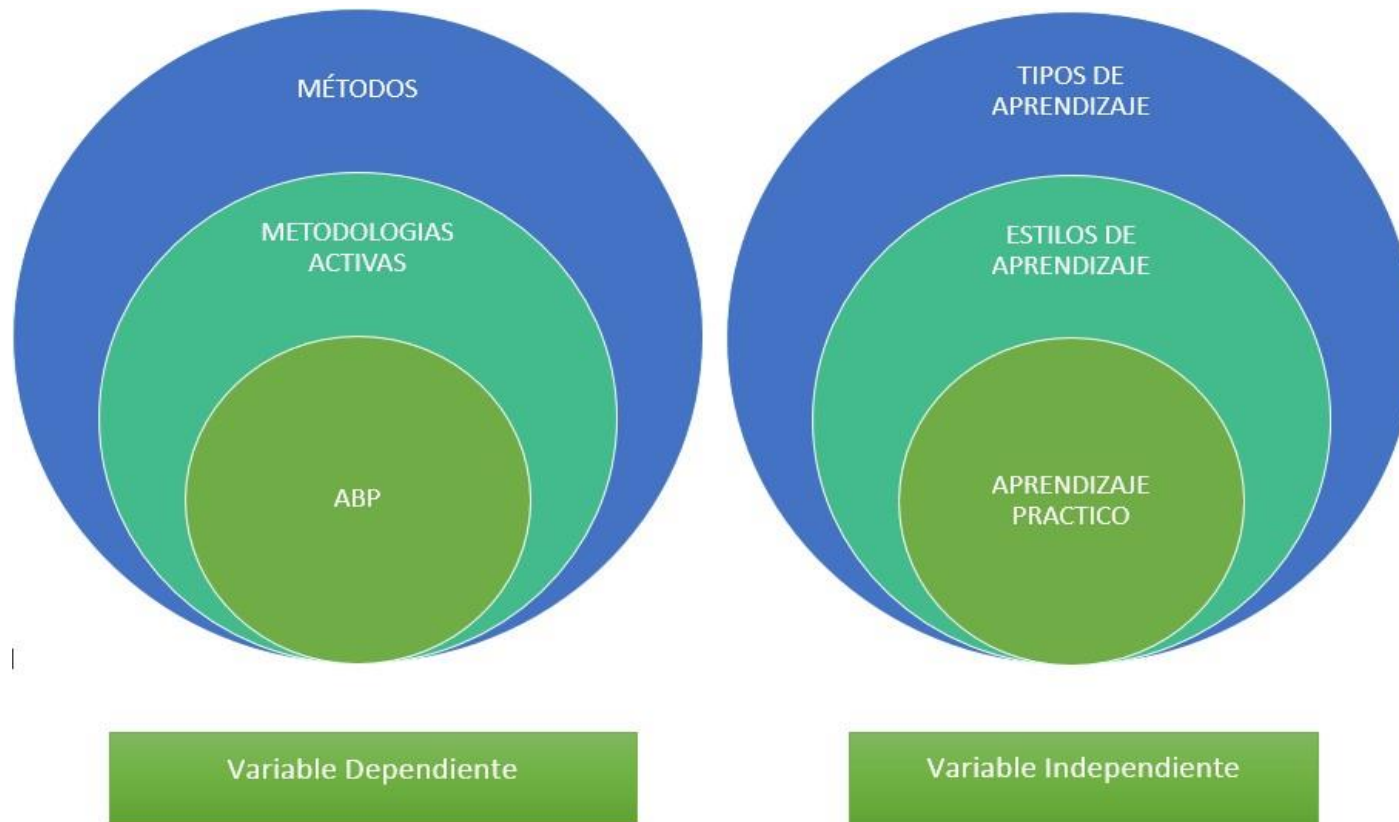 MÉTODOS
METODOLOGIAS
ACTIVAS
ABP
Variable Dependiente
TIPOS DE
APRENDIZAJE
ESTILOS DE
APRENDIZAJE
APRENDIZAJE
PRACTICO
Variable Independiente